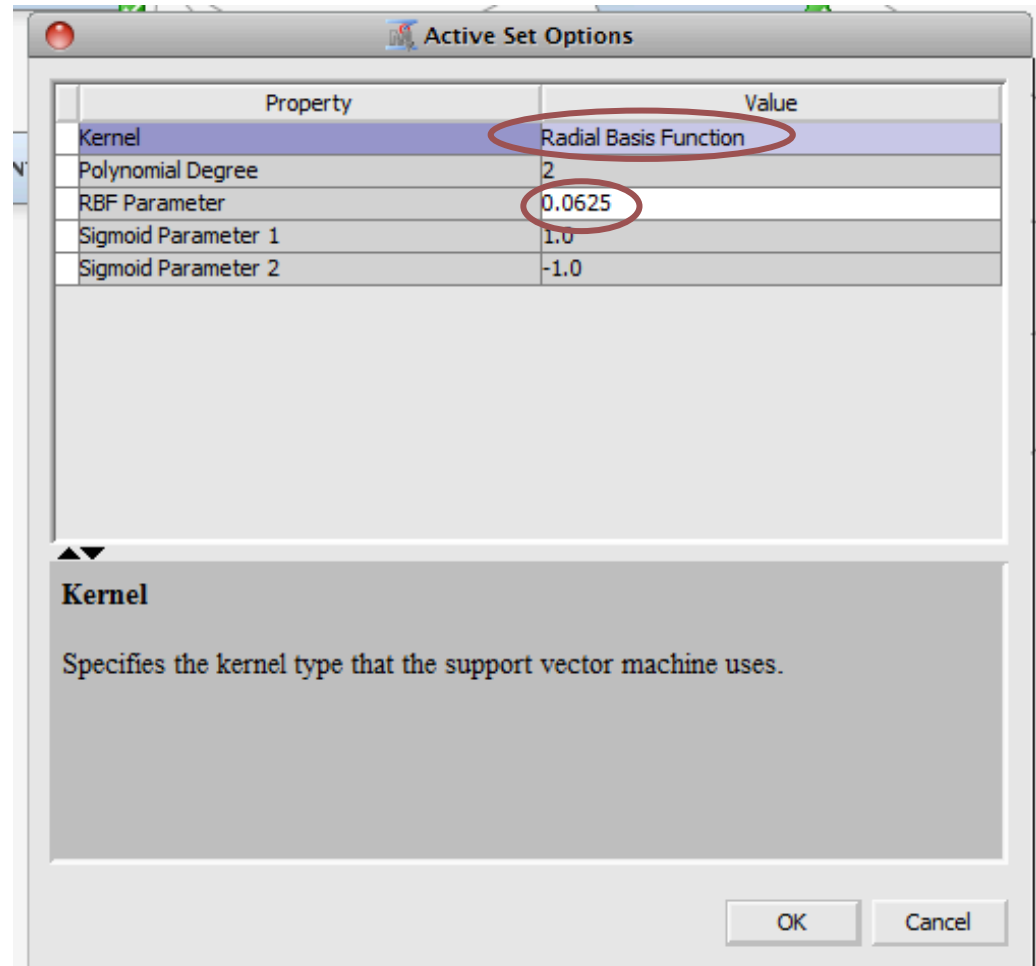 Active Set Options
Property Value
Kernel Radial Basis Function
Polynomial Degree 2
RBF Parameter 0.0625
Sigmoid Parameter 1 1.0
Sigmoid Parameter 2 -1.0
Kernel
Specifies the kernel type that the support vector machine uses.
OK Cancel